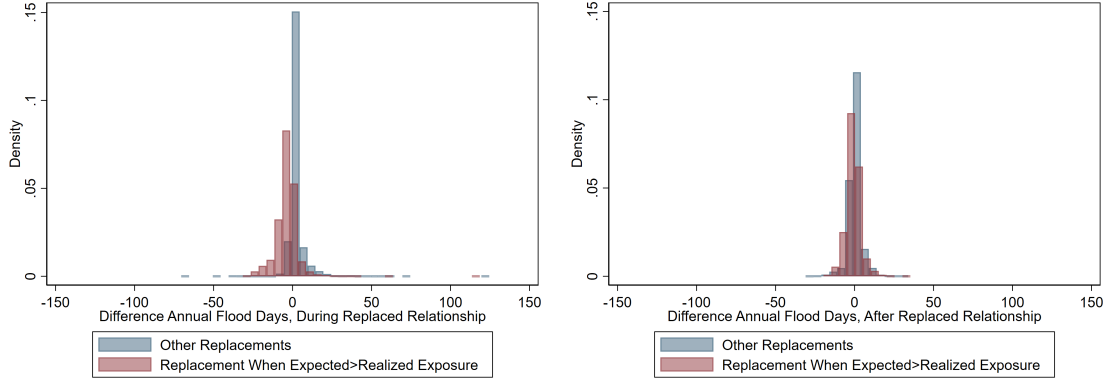 .15
.1
.05
0
Density
-150 -100 -50 0 50 100 150
Difference Annual Flood Days, During Replaced Relationship
Other Replacements
Replacement When Expected>Realized Exposure
.15
.1
.05
0
Density
-150 -100 -50 0 50 100 150
Difference Annual Flood Days, After Replaced Relationship
Other Replacements
Replacement When Expected>Realized Exposure